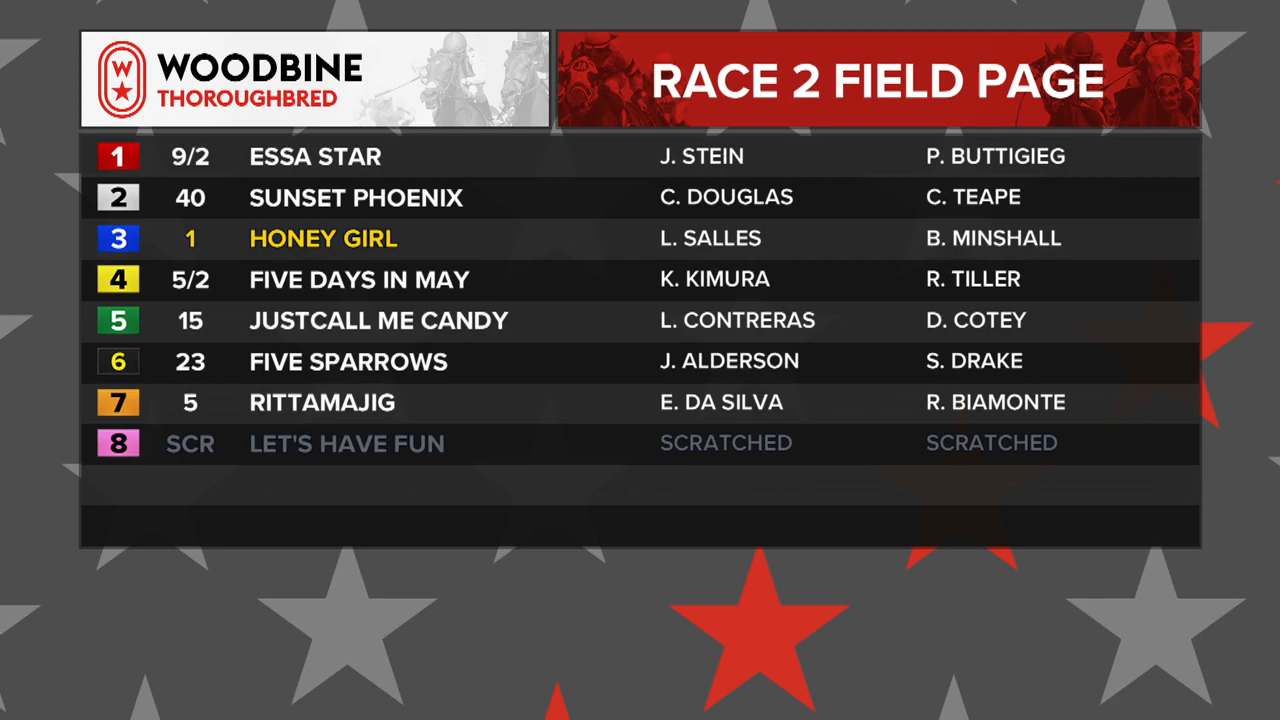 W
WOODBINE
THOROUGHBRED
RACE 2 FIELD PAGE
1 9/2 ESSA STAR J. STEIN P. BUTTIGIEG
2 40 SUNSET PHOENIX C. DOUGLAS C. TEAPE
3 1 HONEY GIRL L. SALLES B. MINSHALL
4 5/2 FIVE DAYS IN MAY K. KIMURA R. TILLER
5 15 JUSTCALL ME CANDY L. CONTRERAS D. COTEY
6 23 FIVE SPARROWS J. ALDERSON S. DRAKE
7 5 RITTAMAJIG E. DA SILVA R. BIAMONTE
8 SCR LET'S HAVE FUN SCRATCHED SCRATCHED